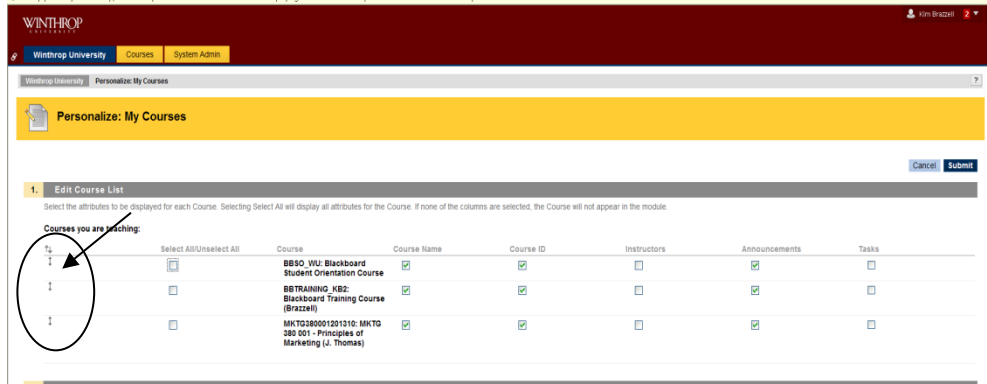 WINTHROP
UNIVERSITY
Kim Brazzell 2
Winthrop University Courses System Admin
Winthrop University Personalize: My Courses ?
Personalize: My Courses
Cancel Submit
1. Edit Course List
Select the attributes to be displayed for each Course. Selecting Select All will display all attributes for the Course. If none of the columns are selected, the Course will not appear in the module.
Courses you are teaching:
Select All/Unselect All Course Course Name Course ID Instructors Announcements Tasks
BBSO_WU: Blackboard
Student Orientation Course
BBTRAINING_KB2:
Blackboard Training Course
(Brazzell)
MKTG380001201310: MKTG
380 001 - Principles of
Marketing (J. Thomas)